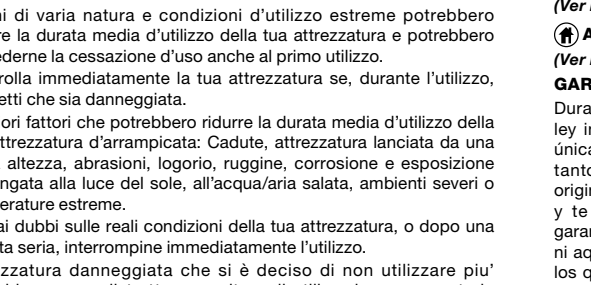 ni di varia natura e condizioni d'utilizzo estreme potrebbero
re la durata media d'utilizzo della tua attrezzatura e potrebbero
ederne la cessazione d'uso anche al primo utilizzo.
rolla immediatamente la tua attrezzatura se, durante l'utilizzo,
etti che sia danneggiata.
ori fattori che potrebbero ridurre la durata media d'utilizzo della
ttrezzatura d'arrampicata: Cadute, attrezzatura lanciata da una
altezza, abrasioni, logorio, ruggine, corrosione e esposizione
ngata alla luce del sole, all'acqua/aria salata, ambienti severi o
erature estreme.
ai dubbi sulle reali condizioni della tua attrezzatura, o dopo una
ta seria, interrompine immediatamente l'utilizzo.
zzatura danneggiata che si è deciso di non utilizzare piu'
(Ver
A
(Ver
GAR
Dura
ley i
única
tanto
origi
y te
garan
ni aq
los q